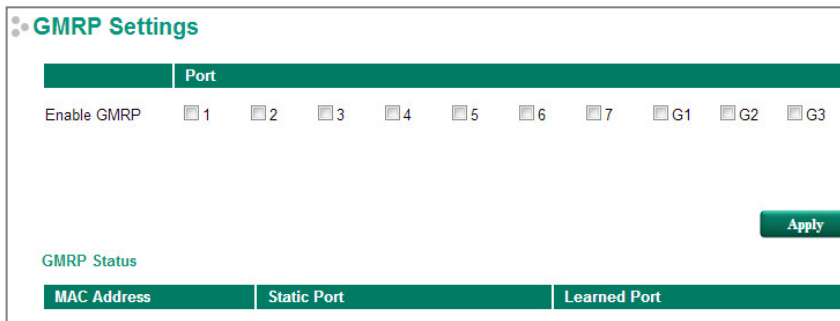 GMRP Settings
Port
Enable GMRP 1 2 3 4 5 6 7 G1 G2 G3
Apply
GMRP Status
MAC Address Static Port Learned Port